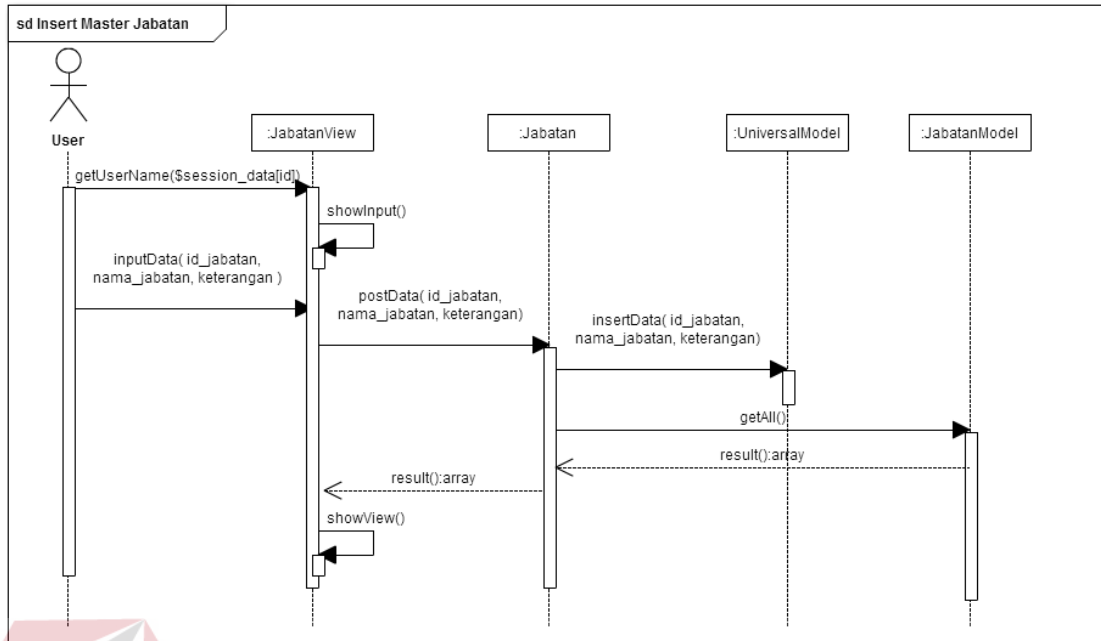 sd Insert Master Jabatan
User
:JabatanView
:Jabatan
:UniversalModel
:JabatanModel
getUserName($session_data[id])
showInput()
inputData( id_jabatan,
nama_jabatan, keterangan )
postData( id_jabatan,
nama_jabatan, keterangan)
insertData( id_jabatan,
nama_jabatan, keterangan)
getAll()
result():array
result():array
showView()